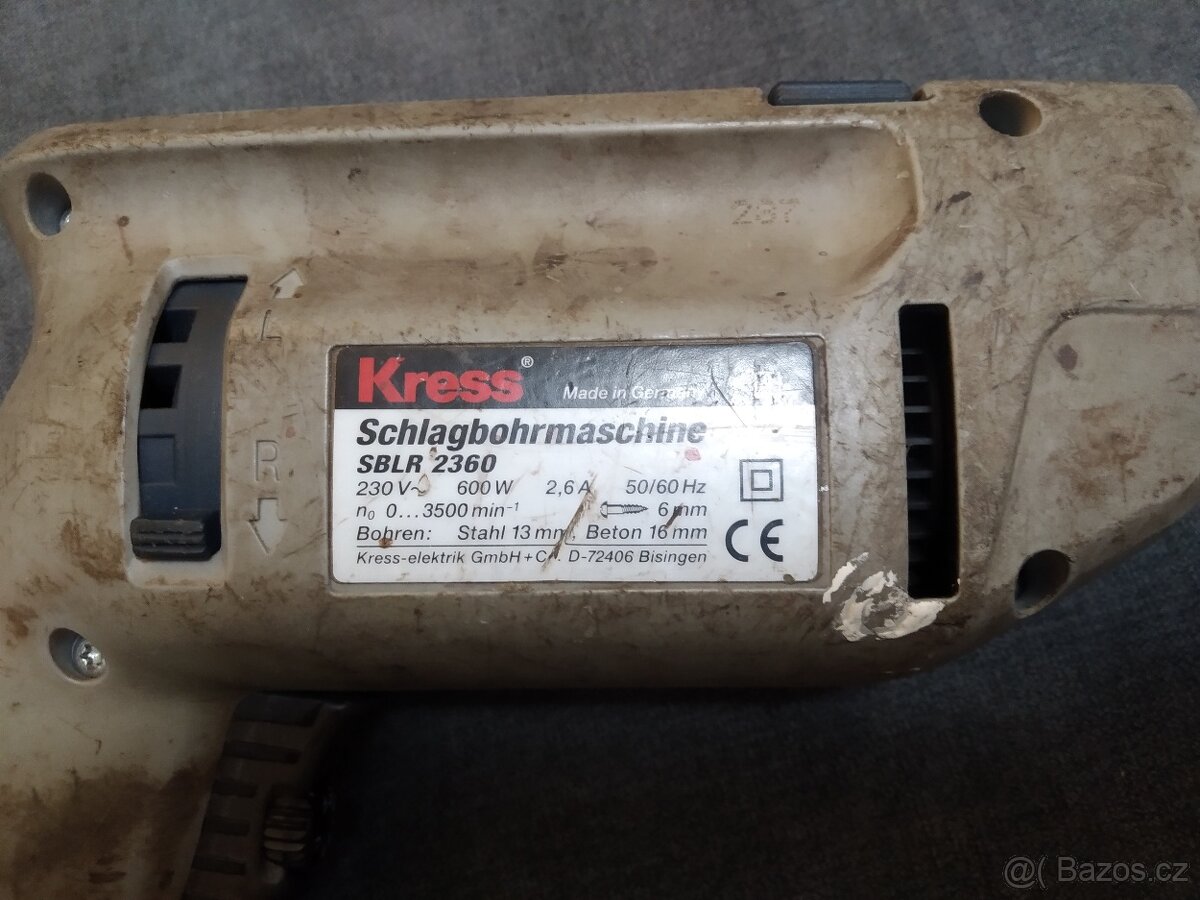 267
L
R
Kress®
Made in Germany
Schlagbohrmaschine
SBLR 2360
230 V~ 600 W 2,6 A 50/60 Hz
n₀ 0...3500 min⁻¹ 6 mm
Bohren: Stahl 13 mm, Beton 16 mm
Kress-elektrik GmbH + Co. D-72406 Bisingen
CE
@( Bazos.cz